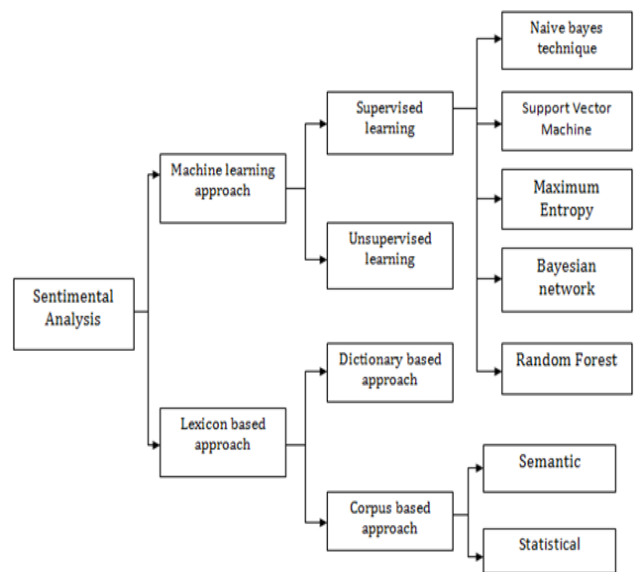 Naive bayes
technique
Supervised
learning
Support Vector
Machine
Machine learning
approach
Maximum
Entropy
Unsupervised
learning
Bayesian
network
Sentimental
Analysis
Dictionary based
approach
Random Forest
Lexicon based
approach
Semantic
Corpus based
approach
Statistical